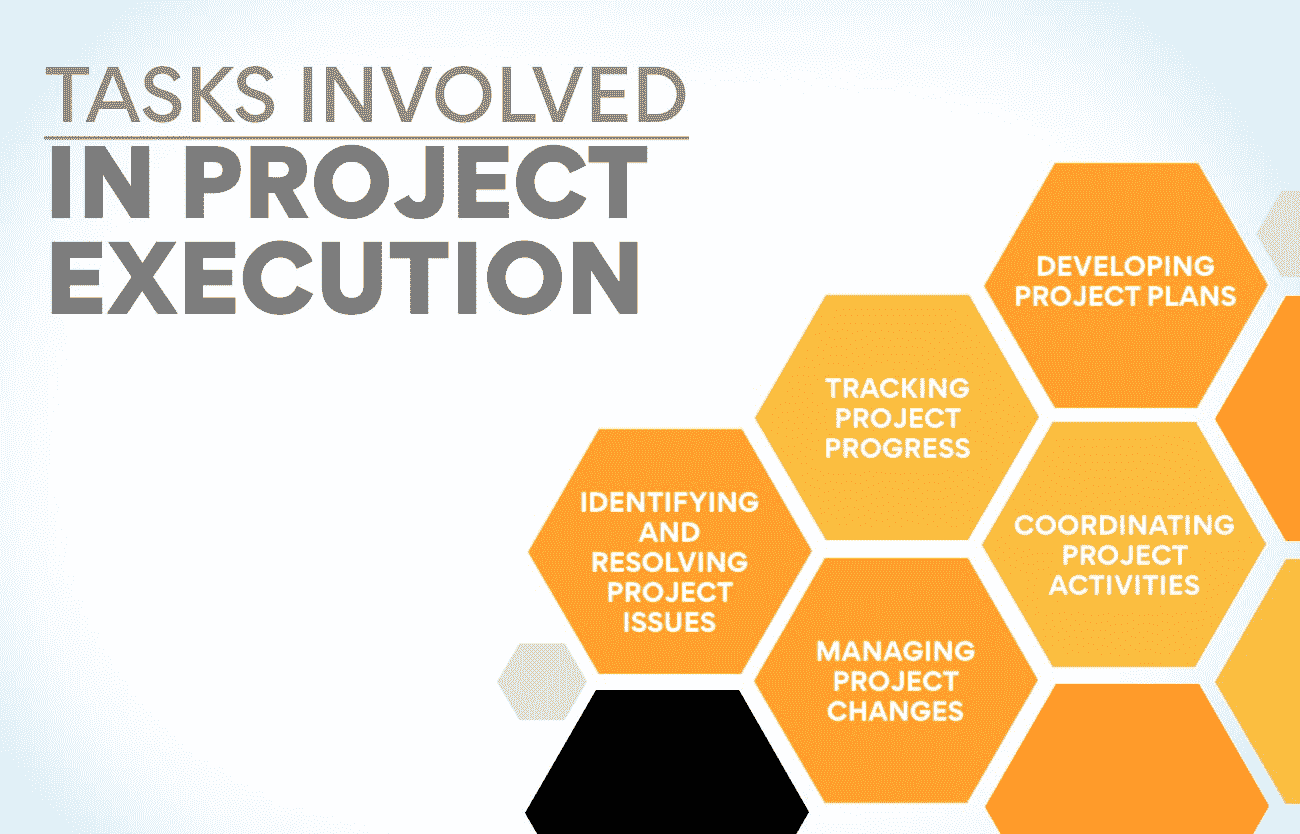 TASKS INVOLVED
IN PROJECT
EXECUTION
DEVELOPING
PROJECT PLANS
TRACKING
PROJECT
PROGRESS
COORDINATING
PROJECT
ACTIVITIES
IDENTIFYING
AND
RESOLVING
PROJECT
ISSUES
MANAGING
PROJECT
CHANGES